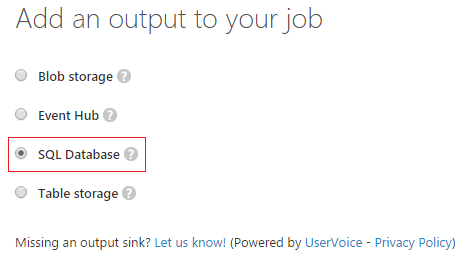 Add an output to your job
Blob storage ?
Event Hub ?
SQL Database ?
Table storage ?
Missing an output sink? Let us know! (Powered by UserVoice - Privacy Policy)